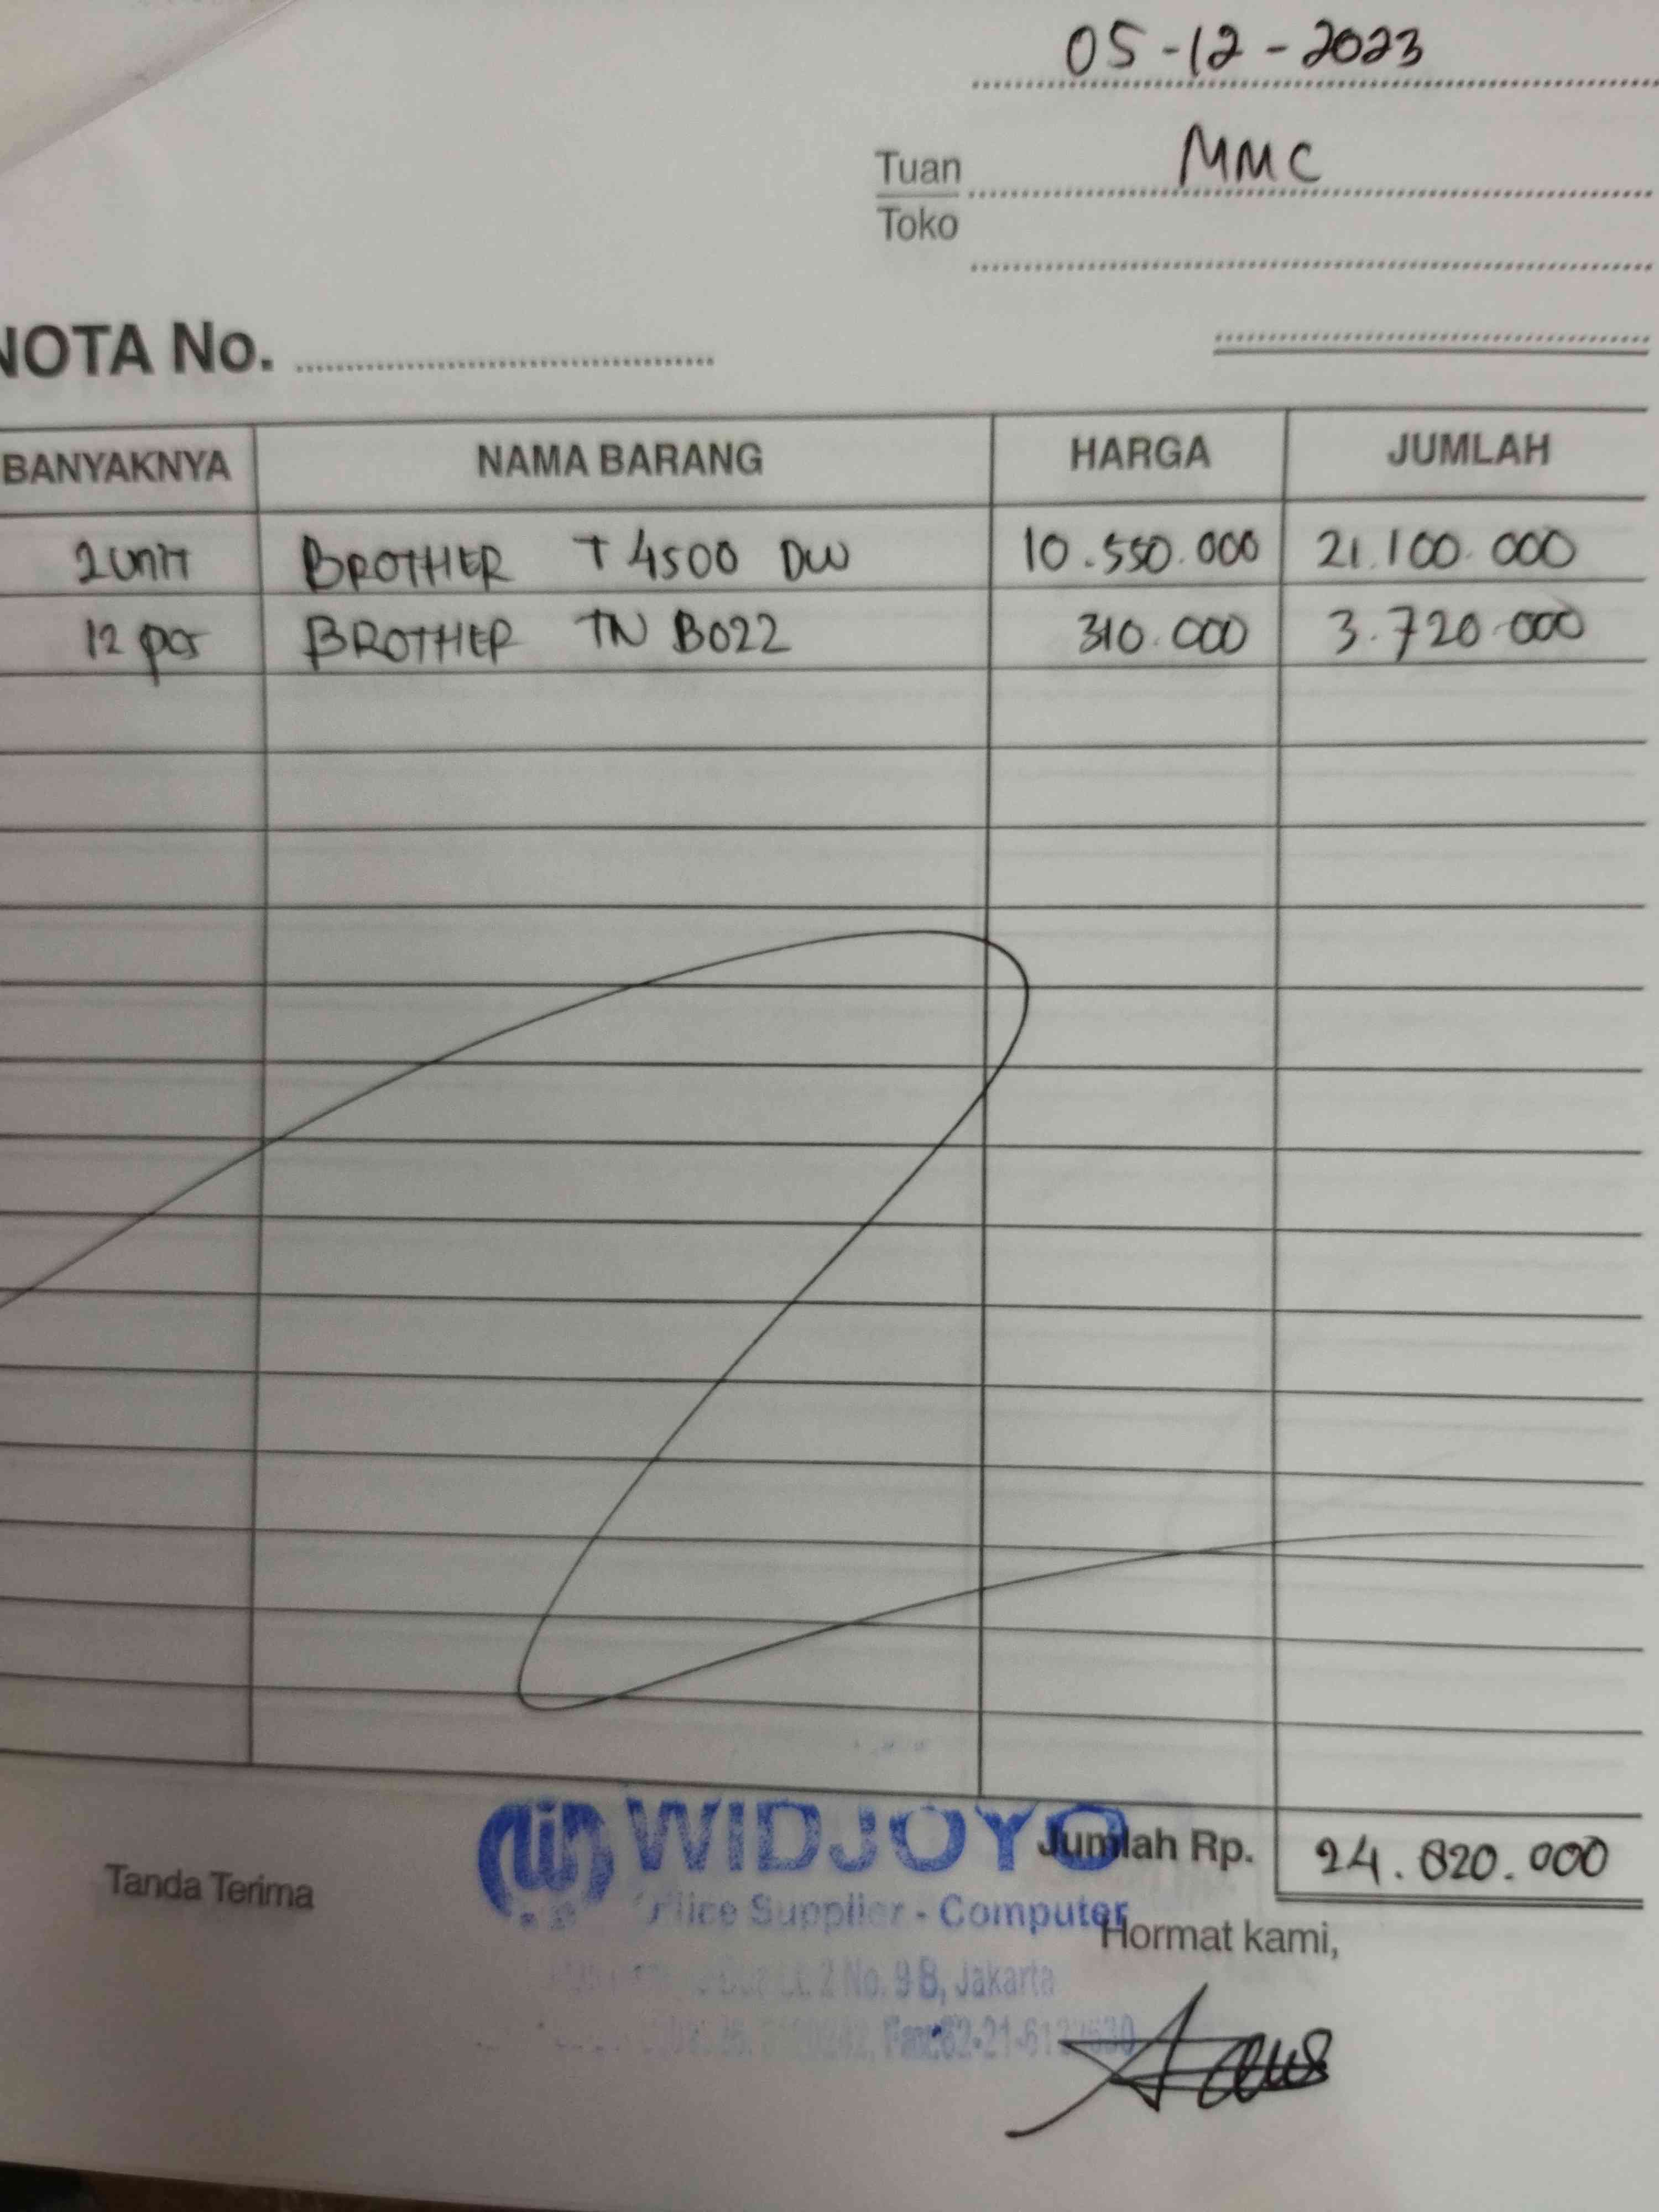 05-12-2023
Tuan MMC
Toko
NOTA No.
BANYAKNYA NAMA BARANG HARGA JUMLAH
2 unit BROTHER T 4500 DW 10.550.000 21.100.000
12 pcs BROTHER TN B022 310.000 3.720.000
WIDJOYO
Jumlah Rp. 24.820.000
Tanda Terima
Supplier - Computer
Hormat kami,
2 No. 9 B, Jakarta